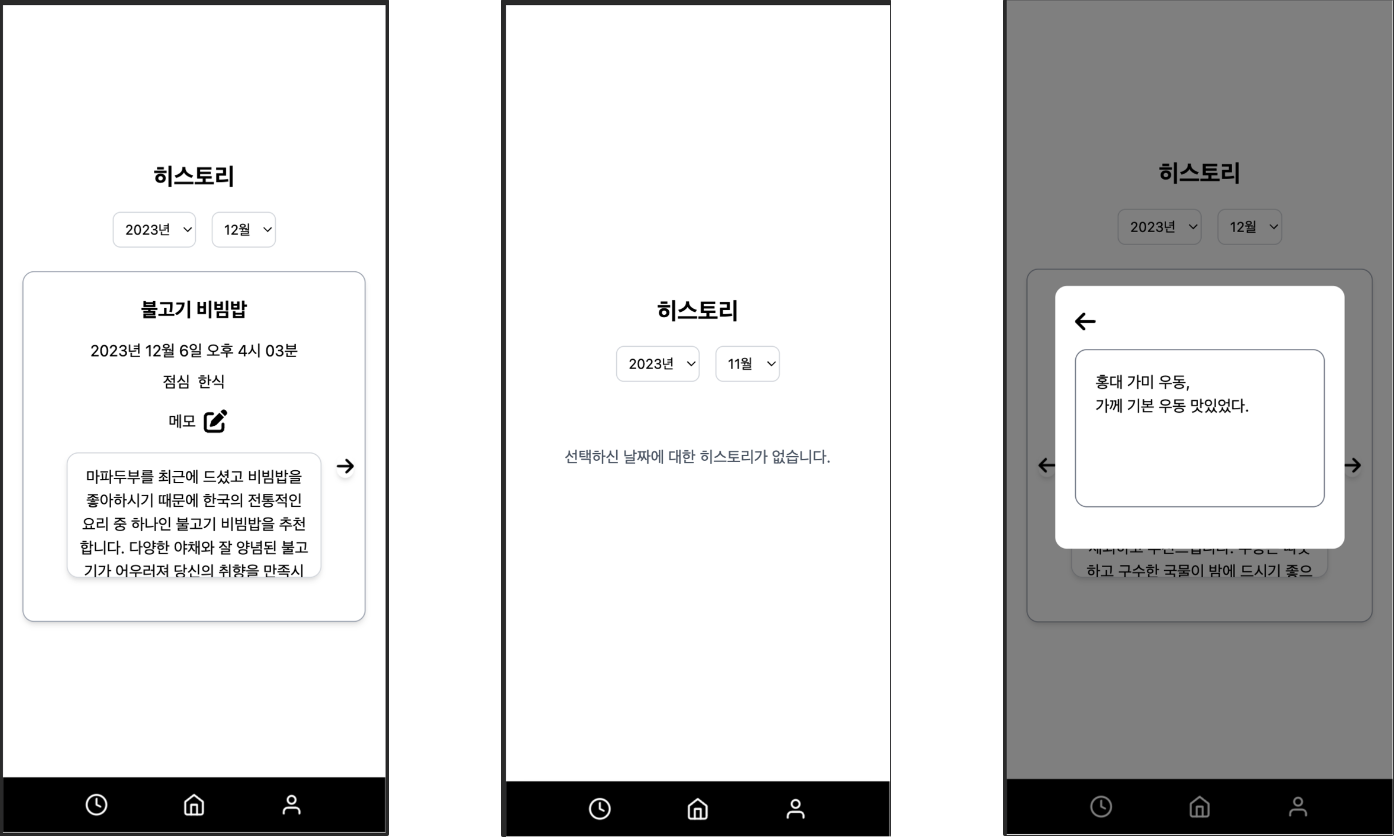 히스토리
2023년 12월
불고기 비빔밥
2023년 12월 6일 오후 4시 03분
점심 한식
메모
마파두부를 최근에 드셨고 비빔밥을
좋아하시기 때문에 한국의 전통적인
요리 중 하나인 불고기 비빔밥을 추천
합니다. 다양한 야채와 잘 양념된 불고
기가 어우러져 당신의 취향을 만족시
히스토리
2023년 11월
선택하신 날짜에 대한 히스토리가 없습니다.
히스토리
2023년 12월
홍대 가미 우동,
가께 기본 우동 맛있었다.
하고 구수한 국물이 밤에 드시기 좋으